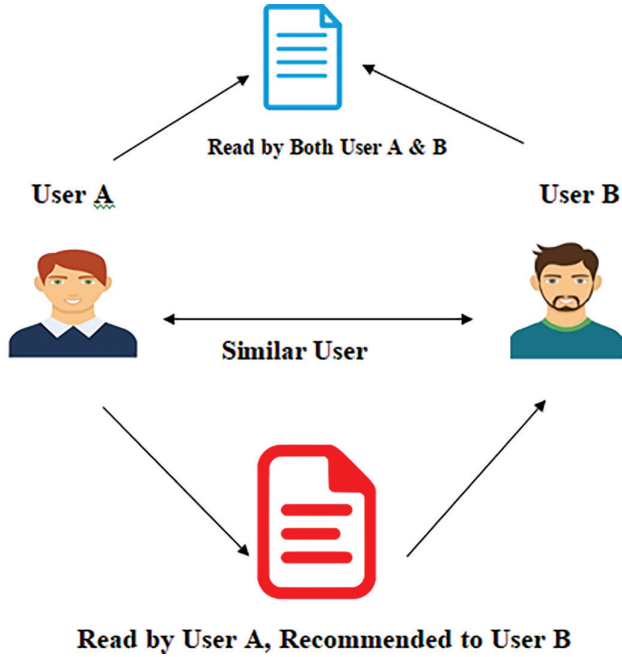 Read by Both User A & B
User A
User B
Similar User
Read by User A, Recommended to User B